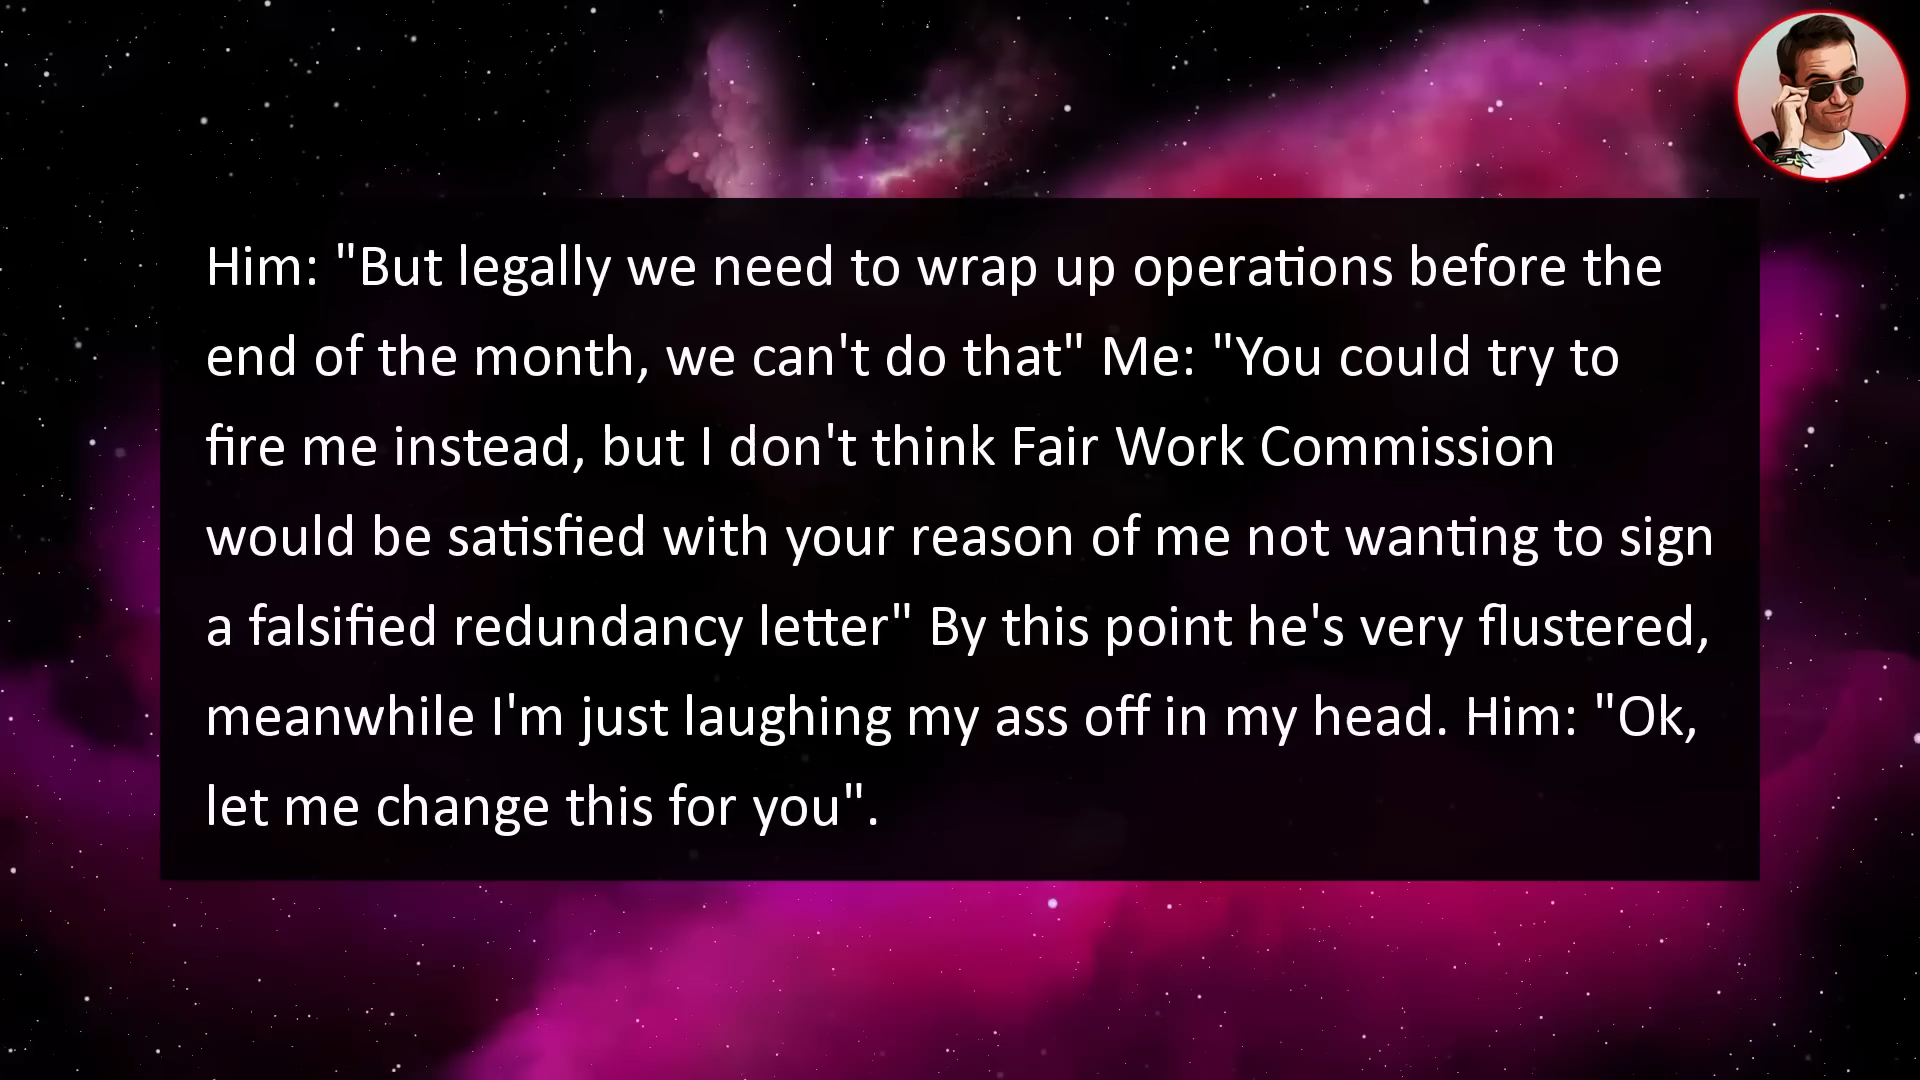 Him: "But legally we need to wrap up operations before the
end of the month, we can't do that" Me: "You could try to
fire me instead, but I don't think Fair Work Commission
would be satisfied with your reason of me not wanting to sign
a falsified redundancy letter" By this point he's very flustered,
meanwhile I'm just laughing my ass off in my head. Him: "Ok,
let me change this for you".